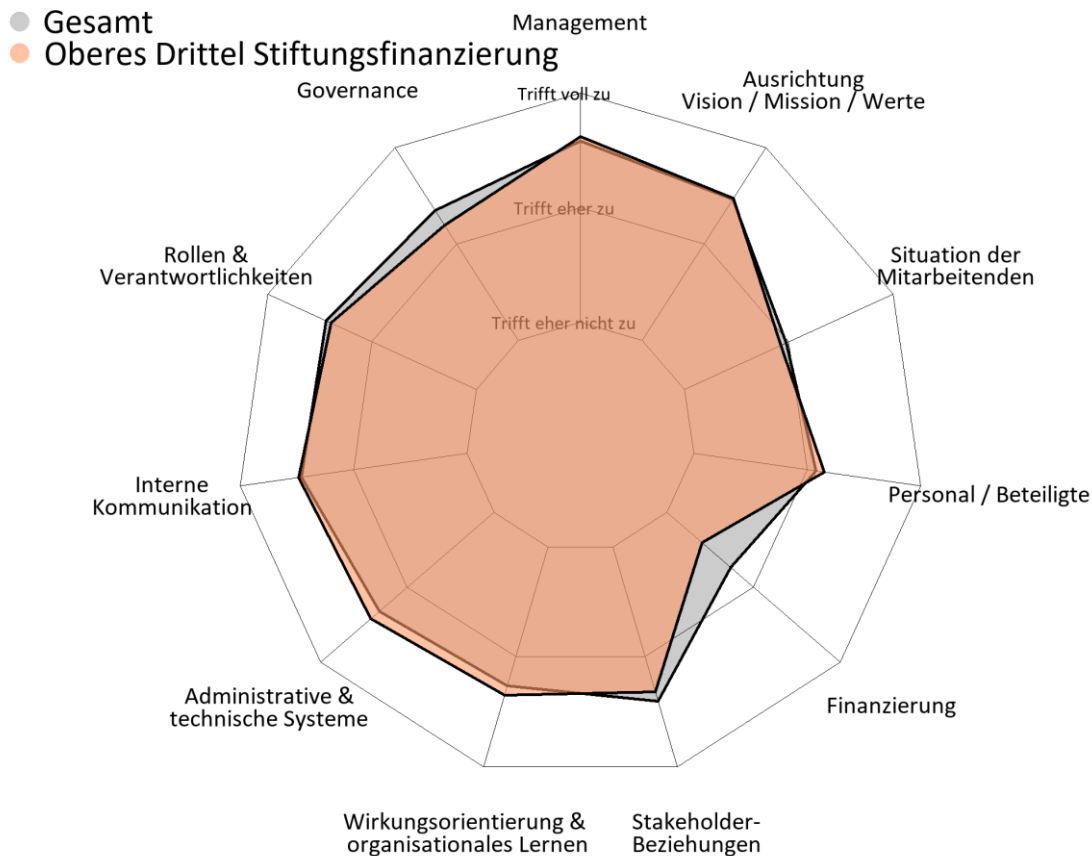 Gesamt
Oberes Drittel Stiftungsfinanzierung
Management
Ausrichtung
Vision / Mission / Werte
Governance
Trifft voll zu
Trifft eher zu
Trifft eher nicht zu
Rollen &
Verantwortlichkeiten
Situation der
Mitarbeitenden
Interne
Kommunikation
Personal / Beteiligte
Administrative &
technische Systeme
Finanzierung
Wirkungsorientierung &
organisationales Lernen
Stakeholder-
Beziehungen